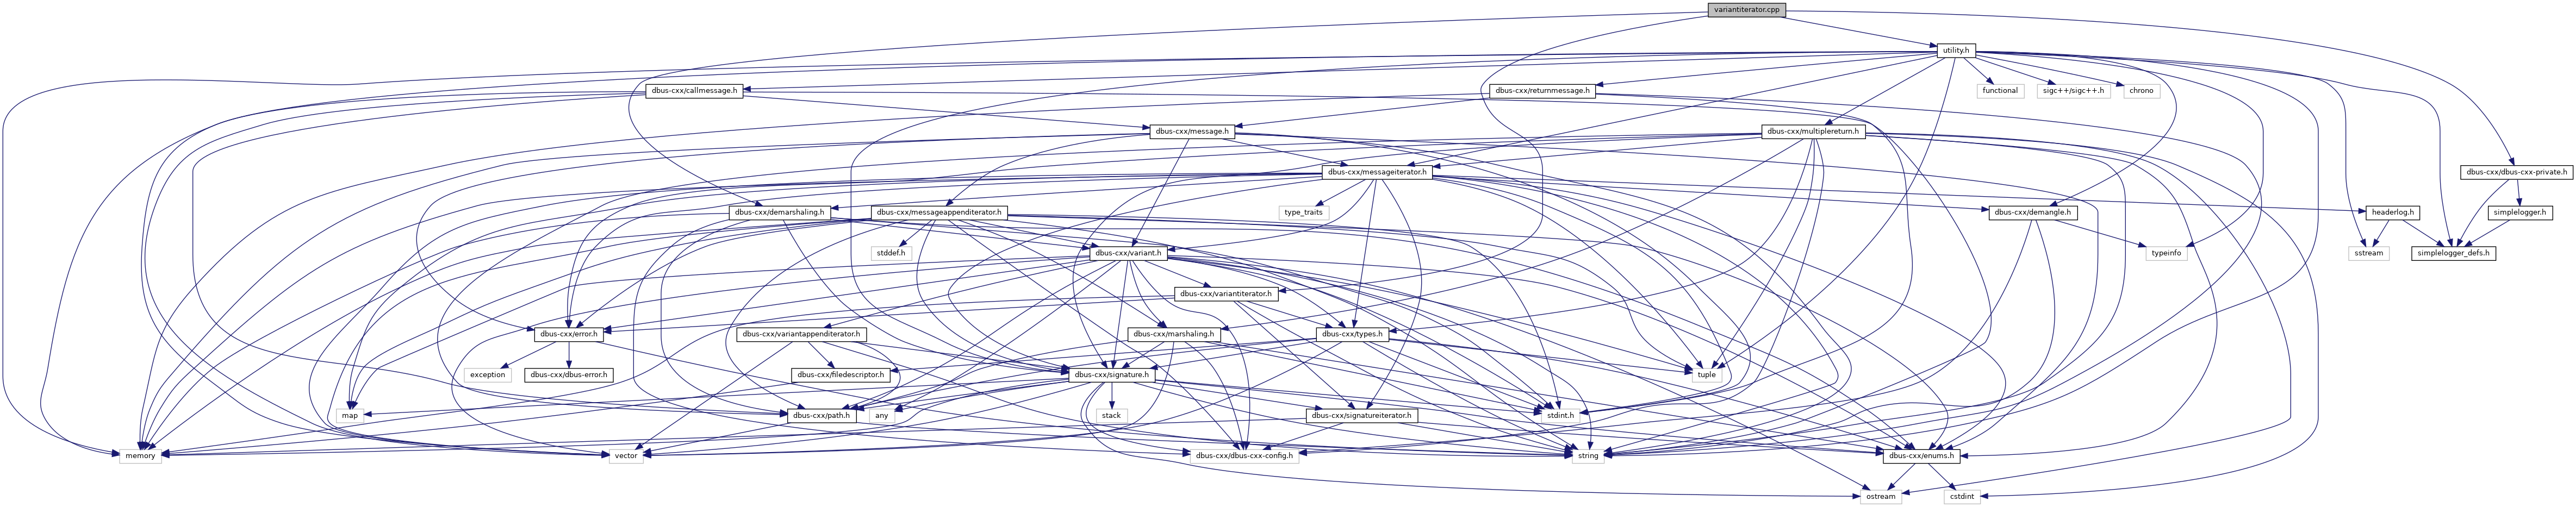 variantiterator.cpp
utility.h
dbus-cxx/callmessage.h
dbus-cxx/returnmessage.h
functional
sigc++/sigc++.h
chrono
dbus-cxx/message.h
dbus-cxx/multiplereturn.h
dbus-cxx/messageiterator.h
dbus-cxx/dbus-cxx-private.h
dbus-cxx/demarshaling.h
dbus-cxx/messageappenditerator.h
type_traits
dbus-cxx/demangle.h
headerlog.h
simplelogger.h
stddef.h
dbus-cxx/variant.h
typeinfo
sstream
simplelogger_defs.h
dbus-cxx/variantiterator.h
dbus-cxx/error.h
dbus-cxx/variantappenditerator.h
dbus-cxx/marshaling.h
dbus-cxx/types.h
exception
dbus-cxx/dbus-error.h
dbus-cxx/filedescriptor.h
dbus-cxx/signature.h
tuple
map
dbus-cxx/path.h
any
stack
dbus-cxx/signatureiterator.h
stdint.h
memory
vector
dbus-cxx/dbus-cxx-config.h
string
dbus-cxx/enums.h
ostream
cstdint